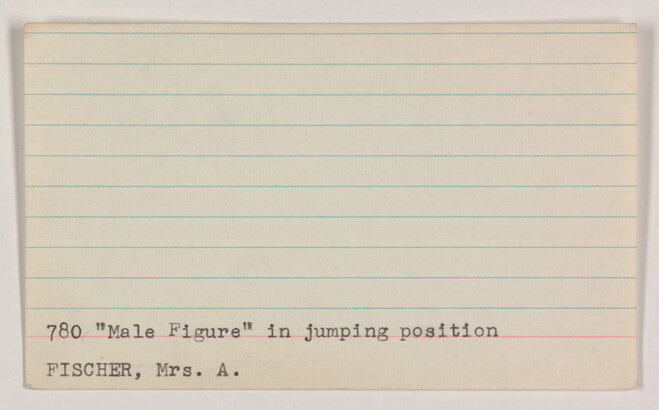 780 "Male Figure" in jumping position
FISCHER, Mrs. A.